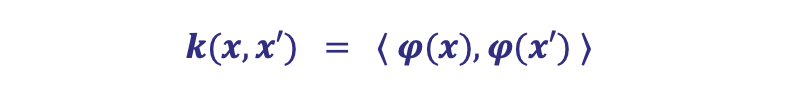 k(x, x′) = ⟨ φ(x), φ(x′) ⟩